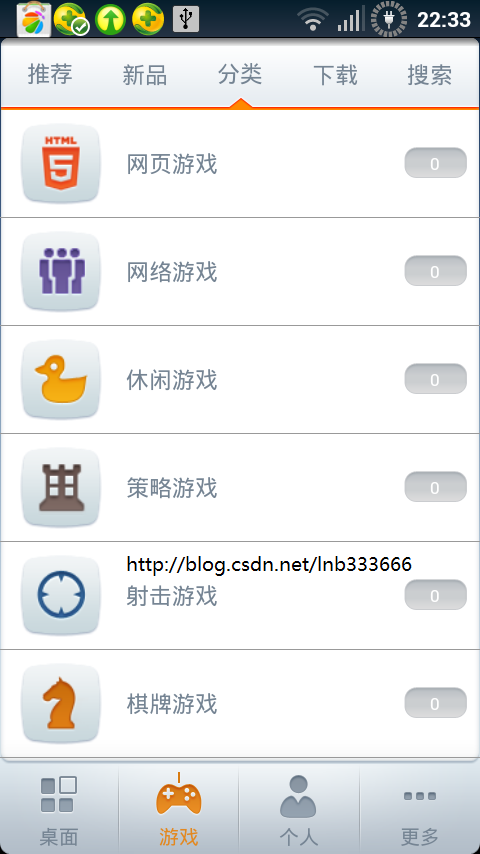 22:33
推荐 新品 分类 下载 搜索
HTML
5
网页游戏 0
网络游戏 0
休闲游戏 0
策略游戏 0
http://blog.csdn.net/lnb333666
射击游戏 0
棋牌游戏 0
桌面 游戏 个人 更多